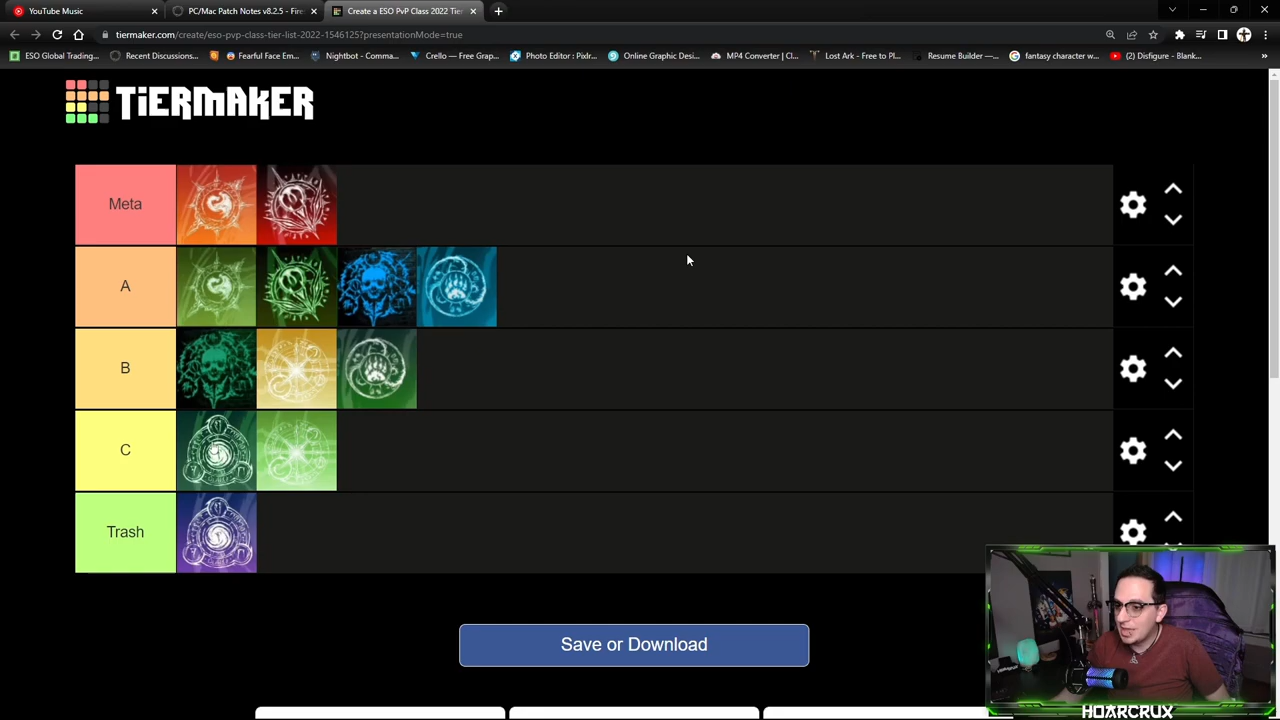 YouTube Music
PC/Mac Patch Notes v8.2.5 - Fire
Create a ESO PvP Class 2022 Tier
tiermaker.com/create/eso-pvp-class-tier-list-2022-1546125?presentationMode=true
ESO Global Trading...
Recent Discussions...
Fearful Face Em...
Nightbot - Comma...
Crello — Free Grap...
Photo Editor : Pixlr...
Online Graphic Desi...
MP4 Converter | Cl...
Lost Ark - Free to Pl...
Resume Builder —...
fantasy character w...
(2) Disfigure - Blank...
TiERMAKER
Meta
A
B
C
Trash
Save or Download
HOARCRUX